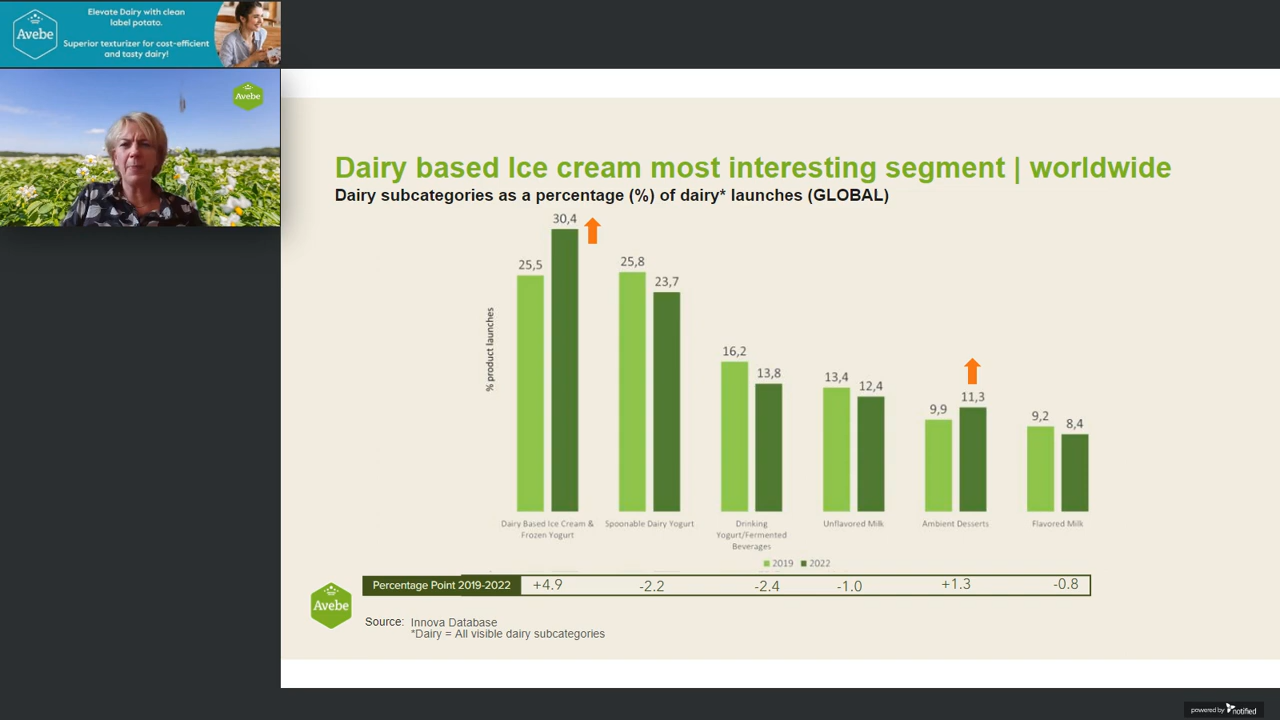 Elevate Dairy with clean
label potato.
Avebe
Superior texturizer for cost-efficient
and tasty dairy!
Avebe
Dairy based Ice cream most interesting segment | worldwide
Dairy subcategories as a percentage (%) of dairy* launches (GLOBAL)
% product launches
25,5 30,4 25,8 23,7 16,2 13,8 13,4 12,4 9,9 11,3 9,2 8,4
Dairy Based Ice Cream &
Frozen Yogurt
Spoonable Dairy Yogurt
Drinking
Yogurt/Fermented
Beverages
Unflavored Milk
Ambient Desserts
Flavored Milk
2019 2022
Percentage Point 2019-2022 +4.9 -2.2 -2.4 -1.0 +1.3 -0.8
Avebe
Source: Innova Database
*Dairy = All visible dairy subcategories
powered by notified